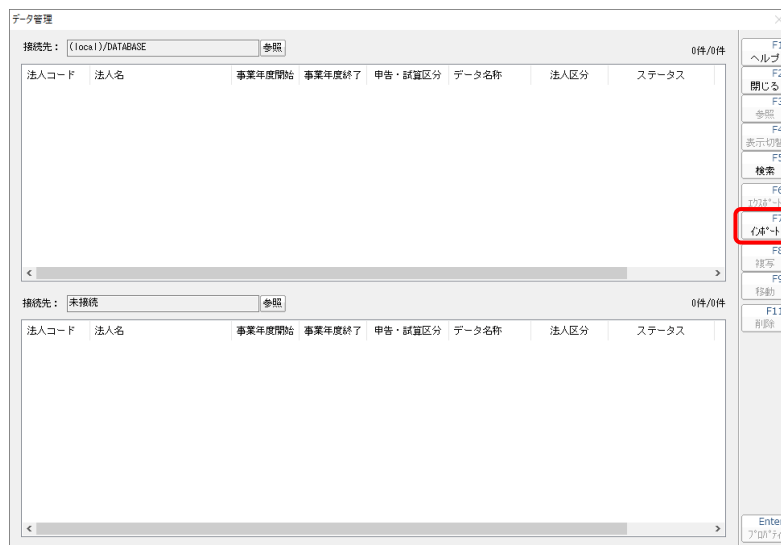 データ管理
接続先： (local)/DATABASE 参照 0件/0件
法人コード 法人名 事業年度開始 事業年度終了 申告・試算区分 データ名称 法人区分 ステータス
接続先： 未接続 参照 0件/0件
法人コード 法人名 事業年度開始 事業年度終了 申告・試算区分 データ名称 法人区分 ステータス
F1
ヘルプ
F2
閉じる
F3
参照
F4
表示切替
F5
検索
F6
ｴｸｽﾎﾟｰﾄ
F7
ｲﾝﾎﾟｰﾄ
F8
複写
F9
移動
F11
削除
Enter
ﾌﾟﾛﾊﾟﾃｨ